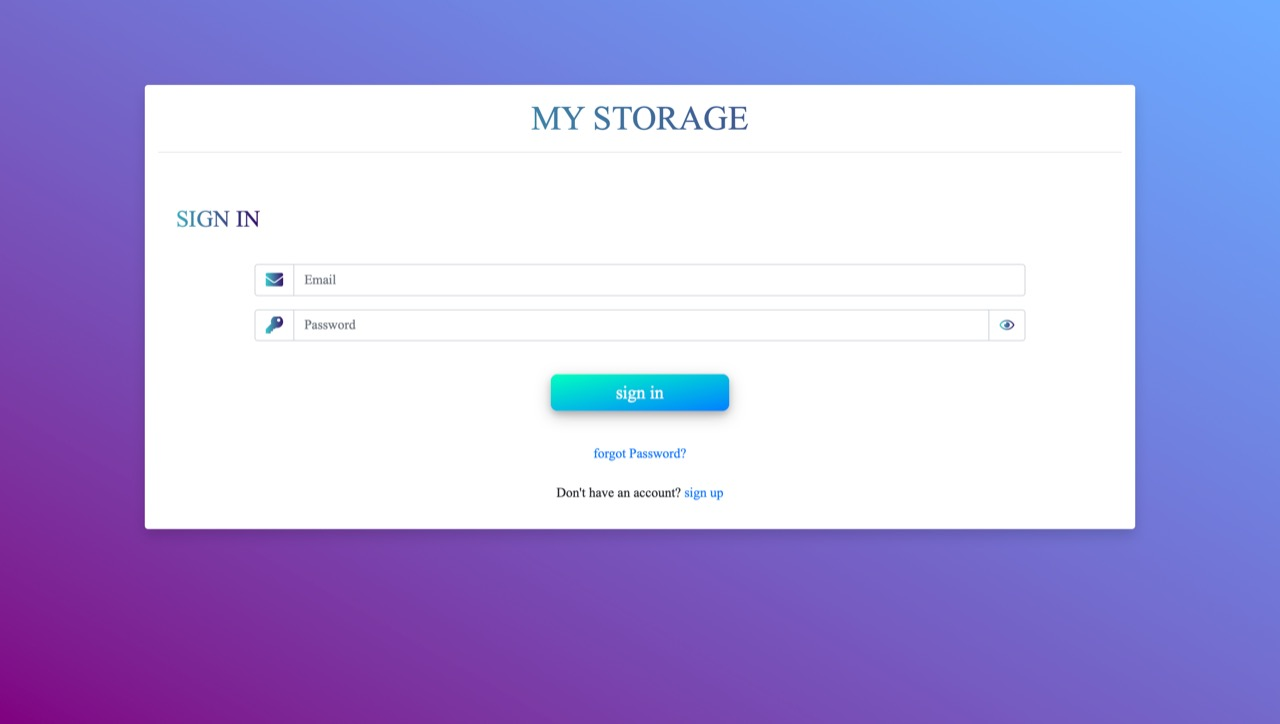 MY STORAGE
SIGN IN
Email
Password
sign in
forgot Password?
Don't have an account? sign up